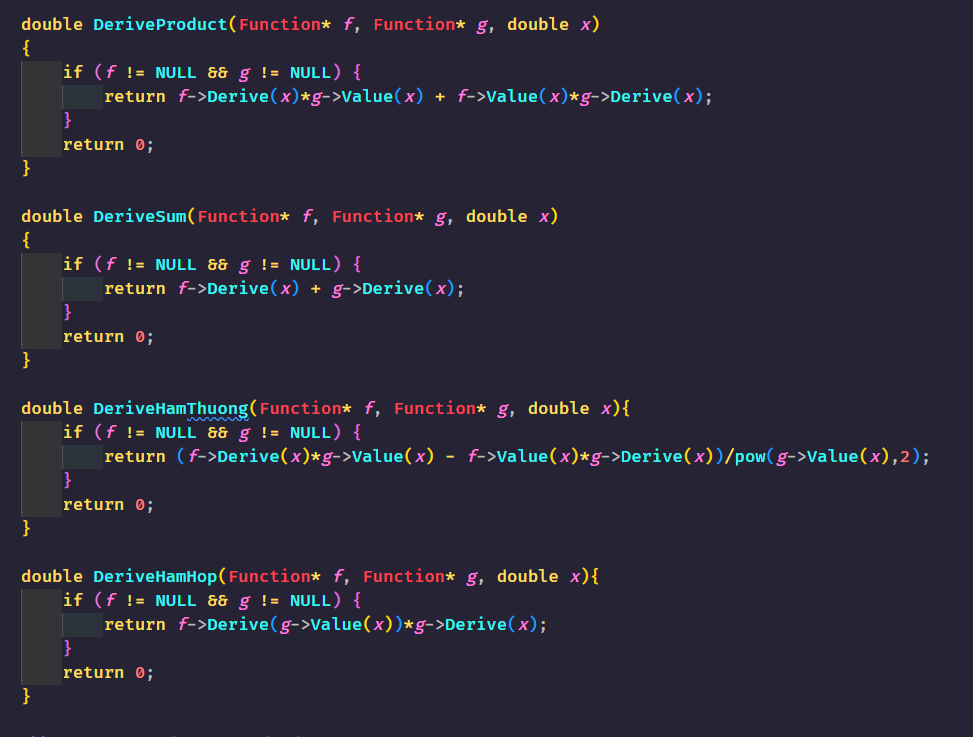 double DeriveProduct(Function* f, Function* g, double x)
{
    if (f != NULL && g != NULL) {
        return f->Derive(x)*g->Value(x) + f->Value(x)*g->Derive(x);
    }
    return 0;
}

double DeriveSum(Function* f, Function* g, double x)
{
    if (f != NULL && g != NULL) {
        return f->Derive(x) + g->Derive(x);
    }
    return 0;
}

double DeriveHamThuong(Function* f, Function* g, double x){
    if (f != NULL && g != NULL) {
        return (f->Derive(x)*g->Value(x) - f->Value(x)*g->Derive(x))/pow(g->Value(x),2);
    }
    return 0;
}

double DeriveHamHop(Function* f, Function* g, double x){
    if (f != NULL && g != NULL) {
        return f->Derive(g->Value(x))*g->Derive(x);
    }
    return 0;
}